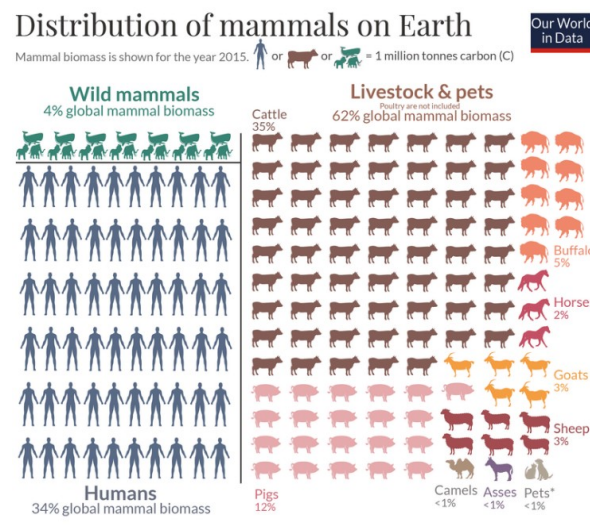 Distribution of mammals on Earth
Our World
in Data
Mammal biomass is shown for the year 2015. or or = 1 million tonnes carbon (C)
Wild mammals
4% global mammal biomass
Livestock & pets
Poultry are not included
62% global mammal biomass
Cattle
35%
Buffalo
5%
Horse
2%
Goats
3%
Sheep
3%
Humans
34% global mammal biomass
Pigs
12%
Camels
<1%
Asses
<1%
Pets*
<1%